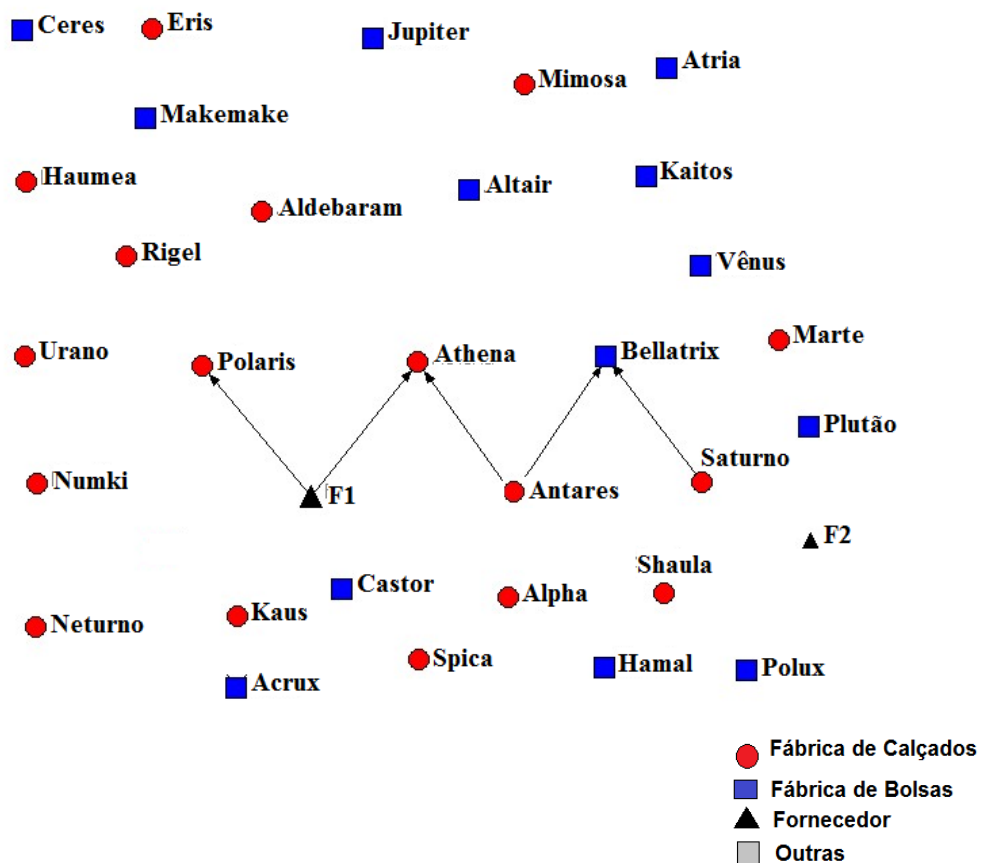 Ceres
Eris
Jupiter
Atria
Mimosa
Makemake
Kaitos
Haumea
Altair
Aldebaram
Rigel
Vênus
Marte
Urano
Polaris
Athena
Bellatrix
Plutão
Saturno
Numki
F1
Antares
F2
Shaula
Castor
Alpha
Kaus
Neturno
Spica
Hamal
Polux
Acrux
Fábrica de Calçados
Fábrica de Bolsas
Fornecedor
Outras